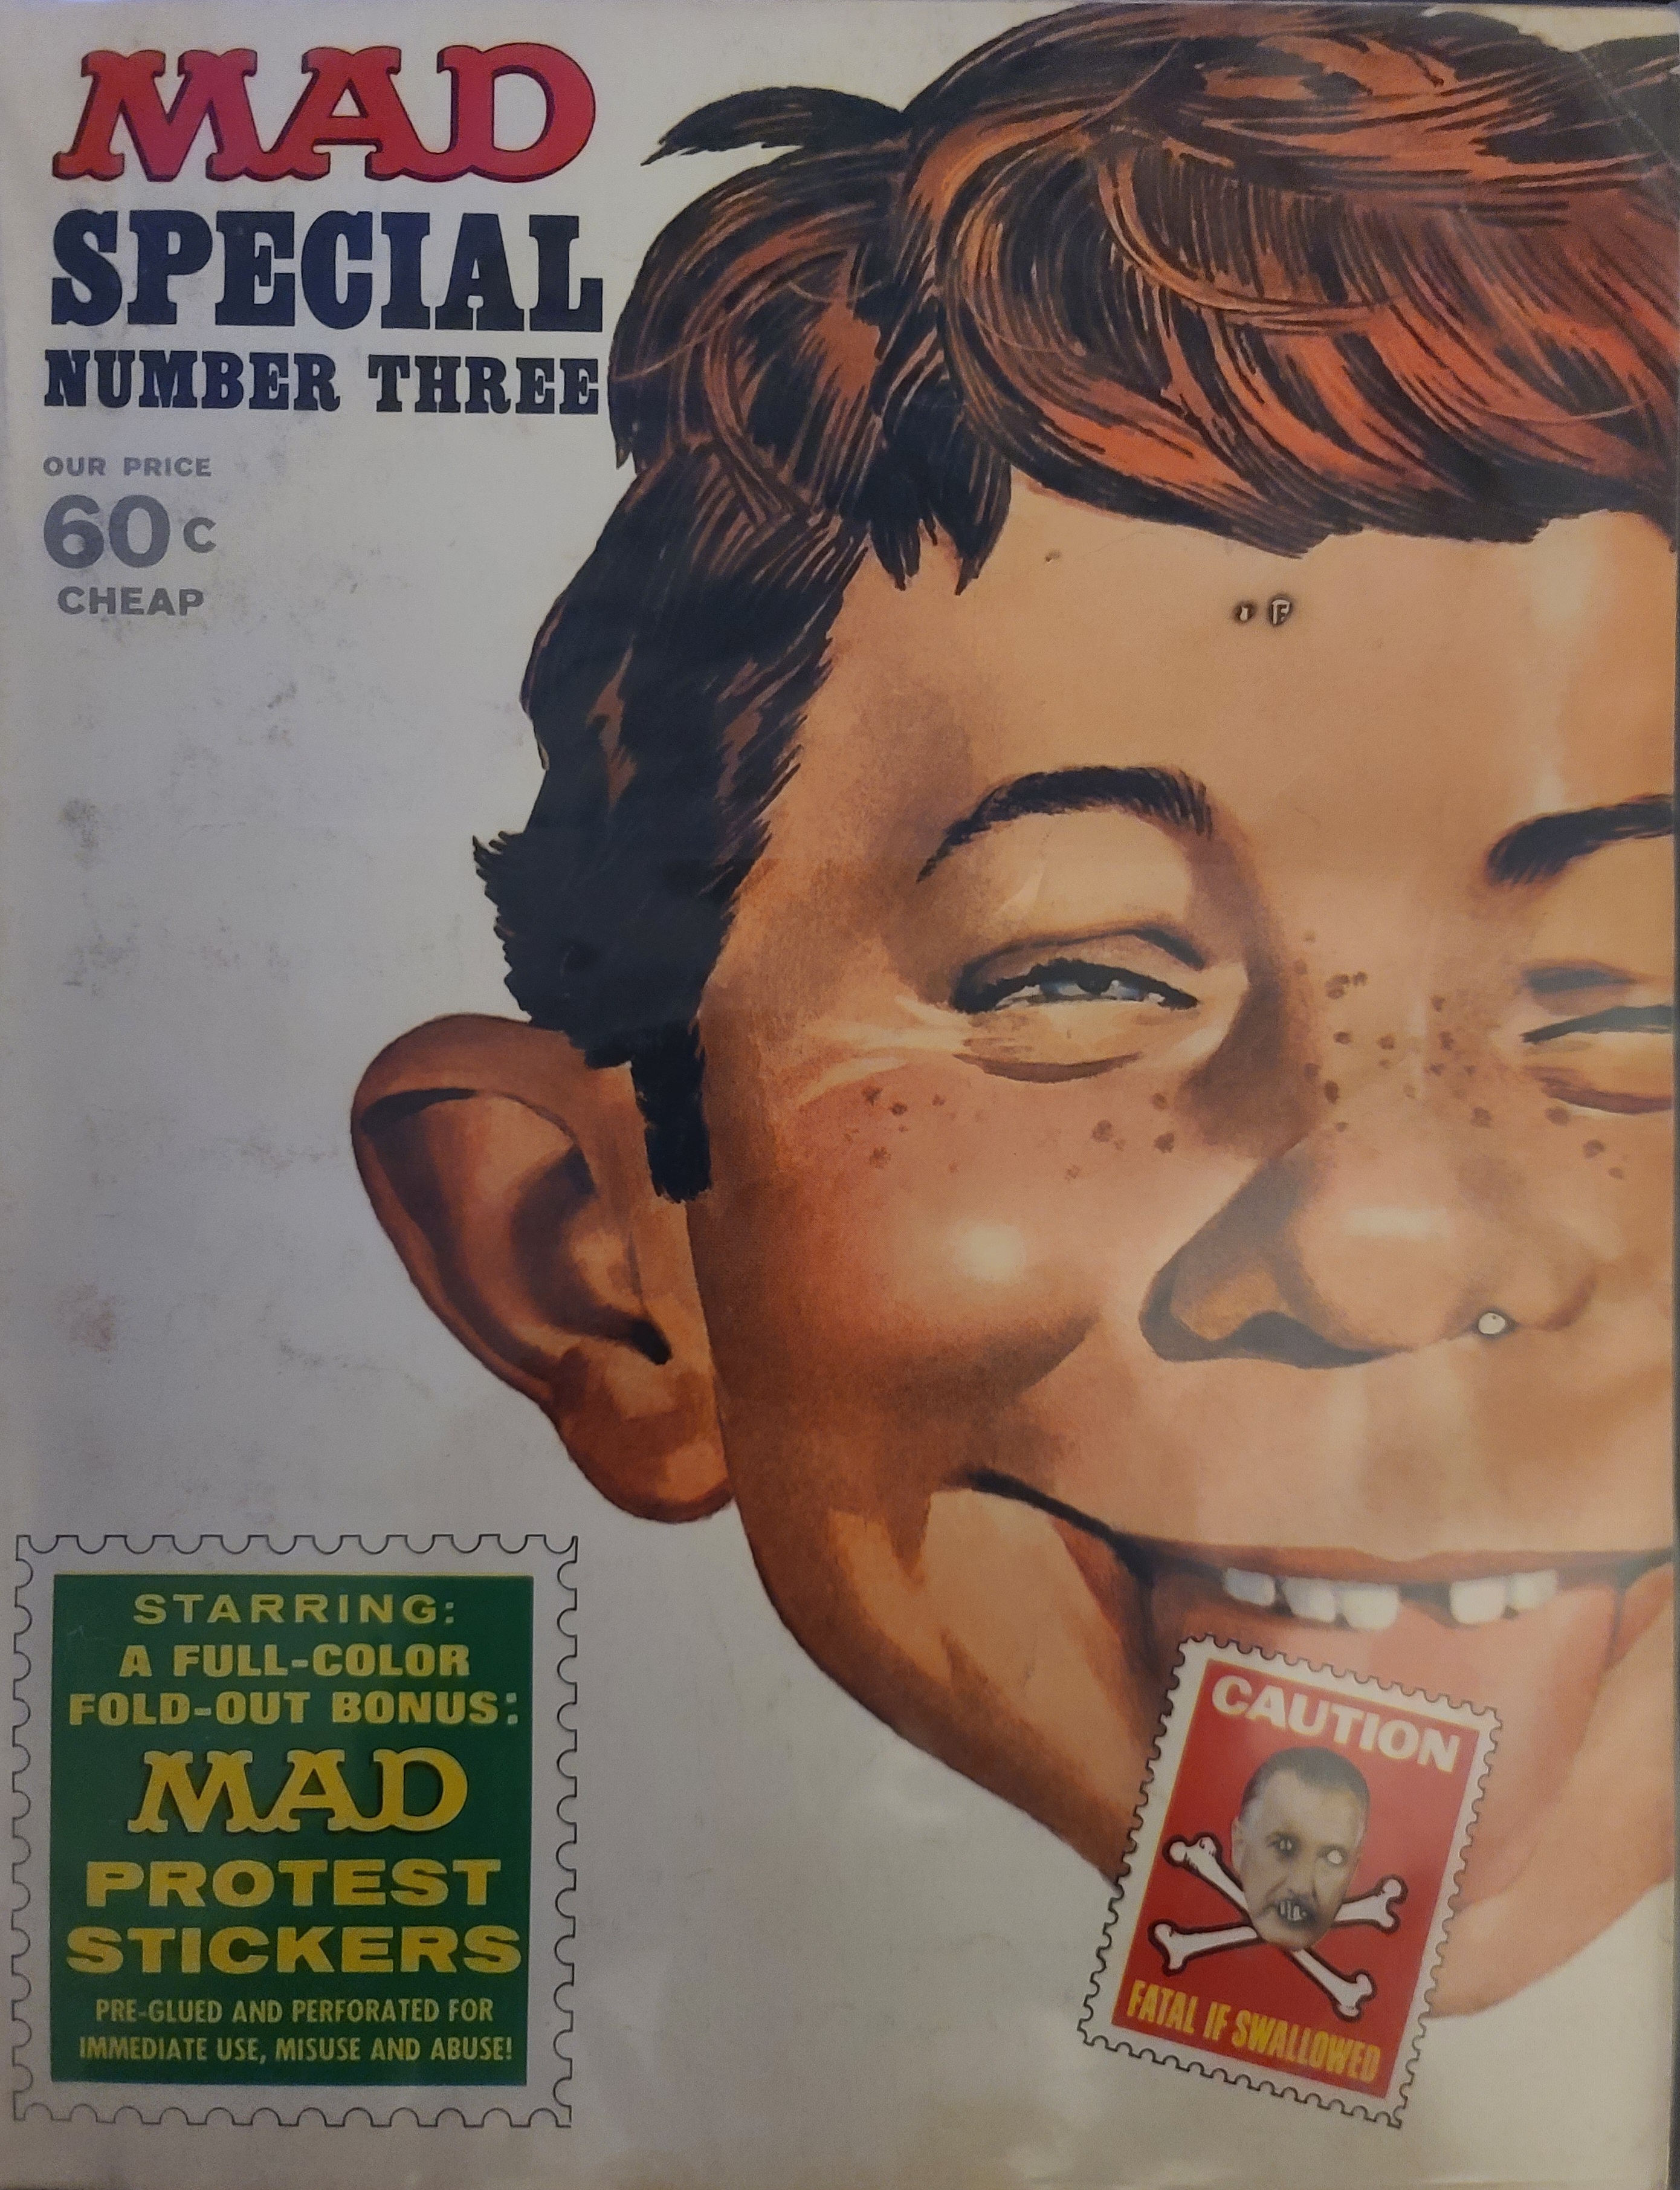 MAD
SPECIAL
NUMBER THREE
OUR PRICE
60 c
CHEAP
STARRING:
A FULL-COLOR
FOLD-OUT BONUS:
MAD
PROTEST
STICKERS
PRE-GLUED AND PERFORATED FOR
IMMEDIATE USE, MISUSE AND ABUSE!
CAUTION
FATAL IF SWALLOWED